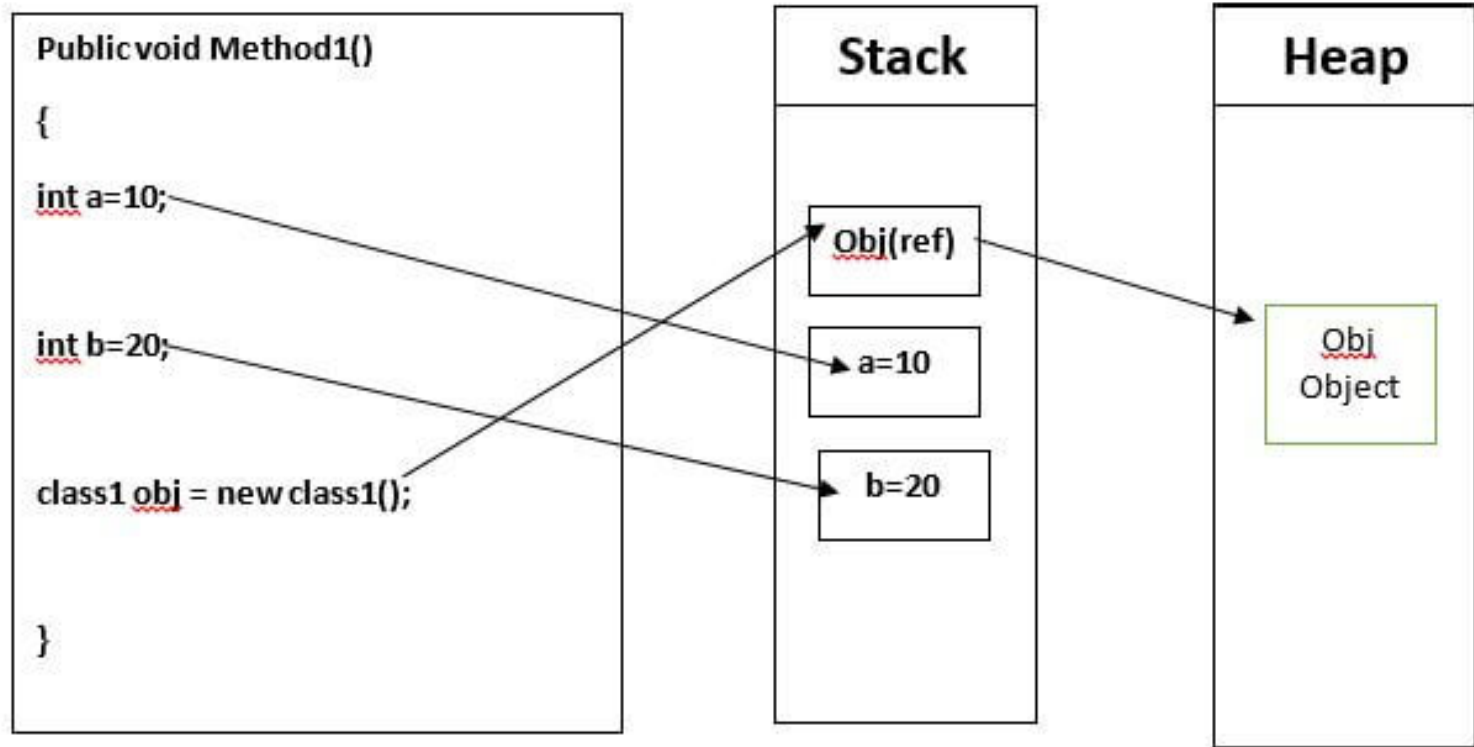 Public void Method1()
{
int a=10;
int b=20;
class1 obj = new class1();
}
Stack
Obj(ref)
a=10
b=20
Heap
Obj
Object